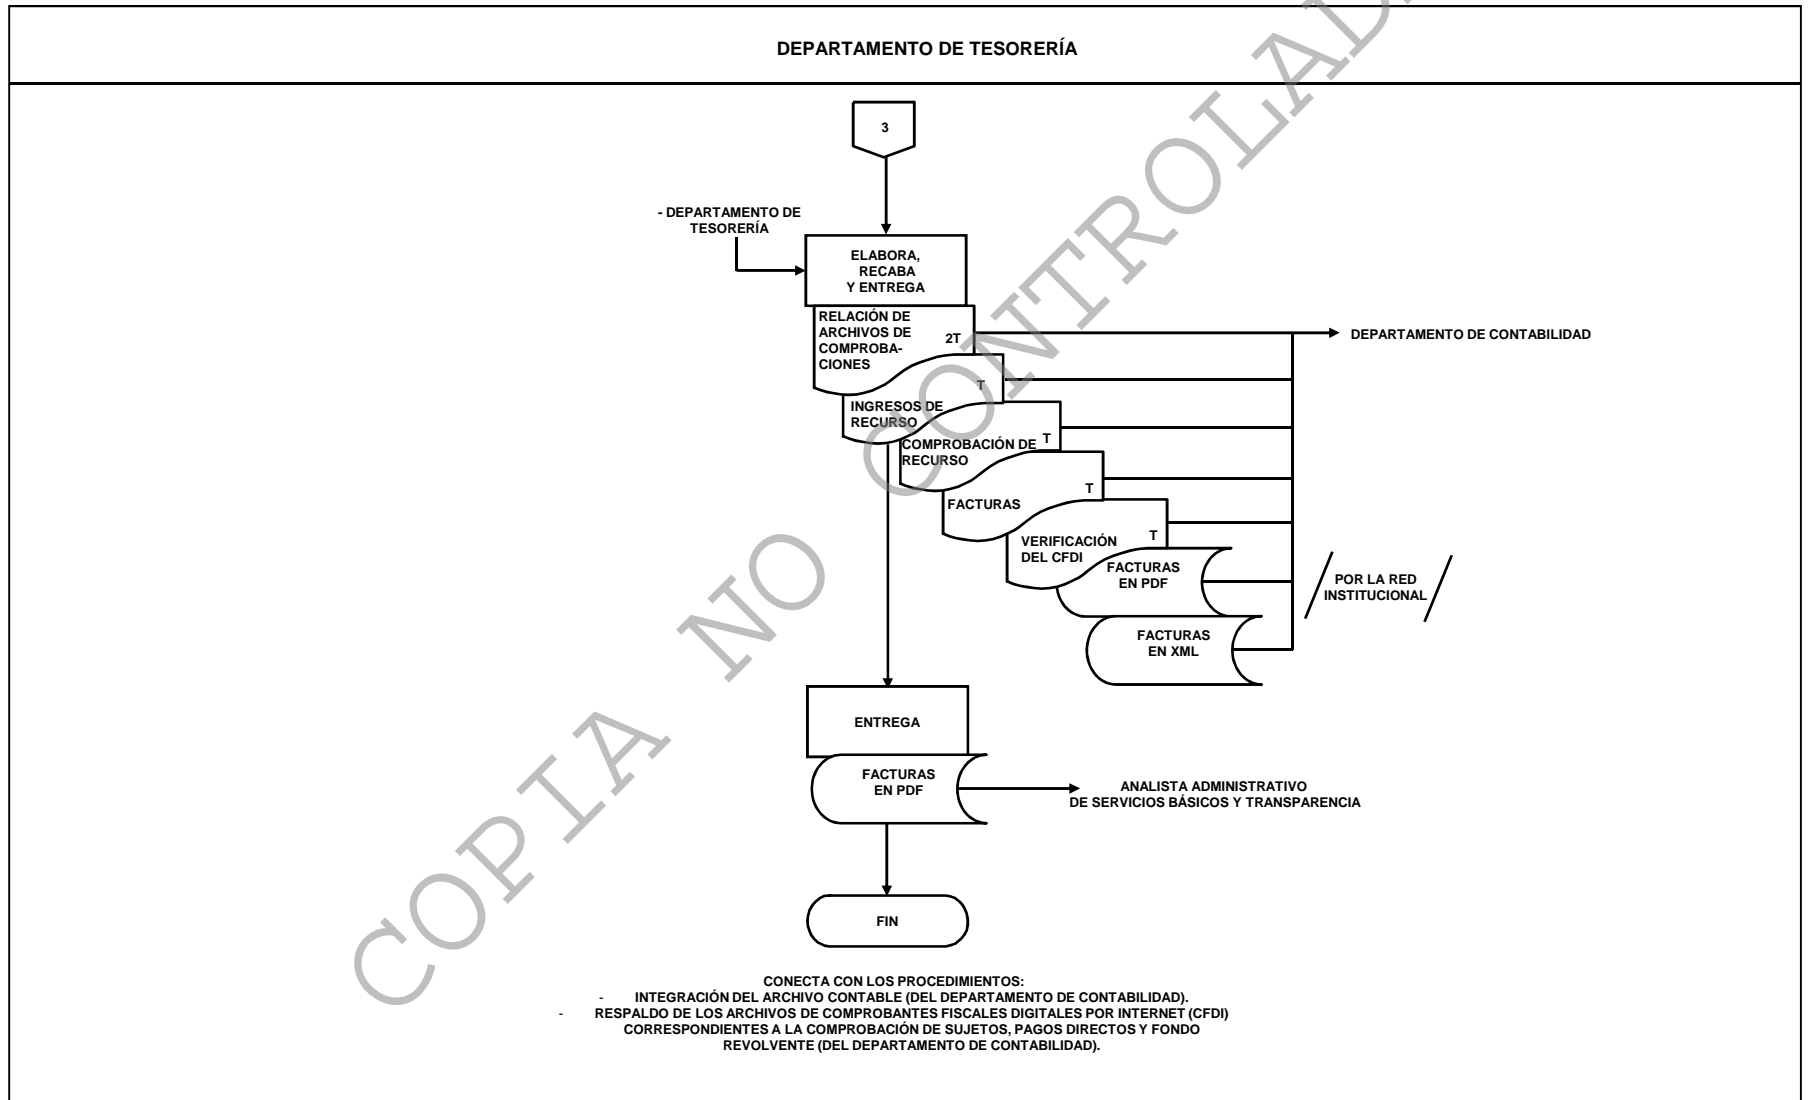 DEPARTAMENTO DE TESORERÍA
3
- DEPARTAMENTO DE
TESORERÍA
ELABORA,
RECABA
Y ENTREGA
RELACIÓN DE
ARCHIVOS DE
COMPROBA-
CIONES
2T
DEPARTAMENTO DE CONTABILIDAD
T
INGRESOS DE
RECURSO
COMPROBACIÓN DE
RECURSO
T
FACTURAS
T
VERIFICACIÓN
DEL CFDI
T
FACTURAS
EN PDF
POR LA RED
INSTITUCIONAL
FACTURAS
EN XML
ENTREGA
FACTURAS
EN PDF
ANALISTA ADMINISTRATIVO
DE SERVICIOS BÁSICOS Y TRANSPARENCIA
FIN
CONECTA CON LOS PROCEDIMIENTOS:
- INTEGRACIÓN DEL ARCHIVO CONTABLE (DEL DEPARTAMENTO DE CONTABILIDAD).
- RESPALDO DE LOS ARCHIVOS DE COMPROBANTES FISCALES DIGITALES POR INTERNET (CFDI)
CORRESPONDIENTES A LA COMPROBACIÓN DE SUJETOS, PAGOS DIRECTOS Y FONDO
REVOLVENTE (DEL DEPARTAMENTO DE CONTABILIDAD).
COPIA NO CONTROLAD